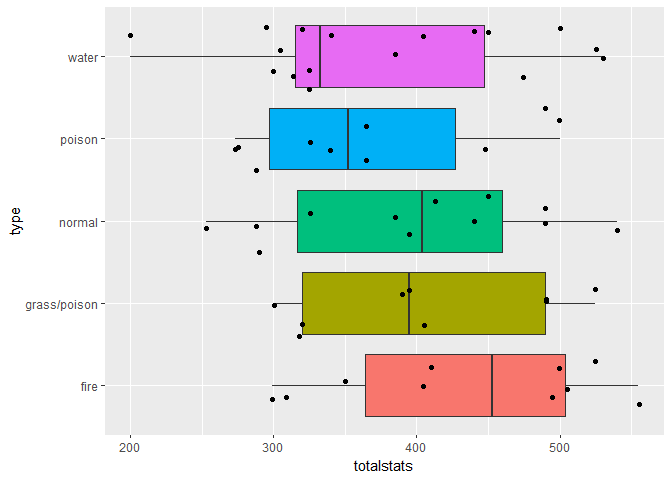 water
poison
normal
grass/poison
fire
type
200 300 400 500
totalstats